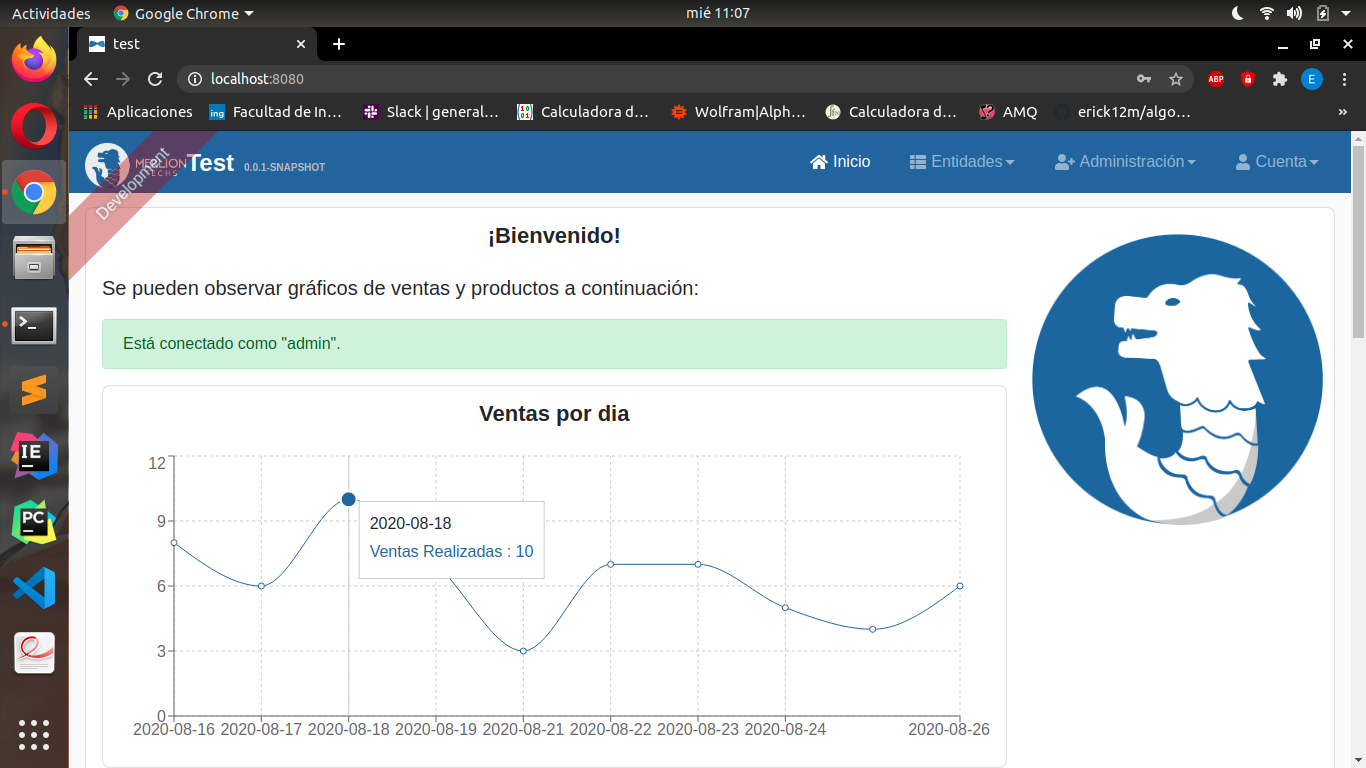 Actividades Google Chrome mié 11:07
test
localhost:8080 ABP E
Aplicaciones Facultad de In… Slack | general… Calculadora d… Wolfram|Alph… Calculadora d… AMQ erick12m/algo… »
MERLION TECHS Test 0.0.1-SNAPSHOT Inicio Entidades Administración Cuenta
Development
¡Bienvenido!
Se pueden observar gráficos de ventas y productos a continuación:
Está conectado como "admin".
Ventas por dia
12
9
6
3
0
2020-08-18
Ventas Realizadas : 10
2020-08-16 2020-08-17 2020-08-18 2020-08-19 2020-08-21 2020-08-22 2020-08-23 2020-08-24 2020-08-26
IE
PC